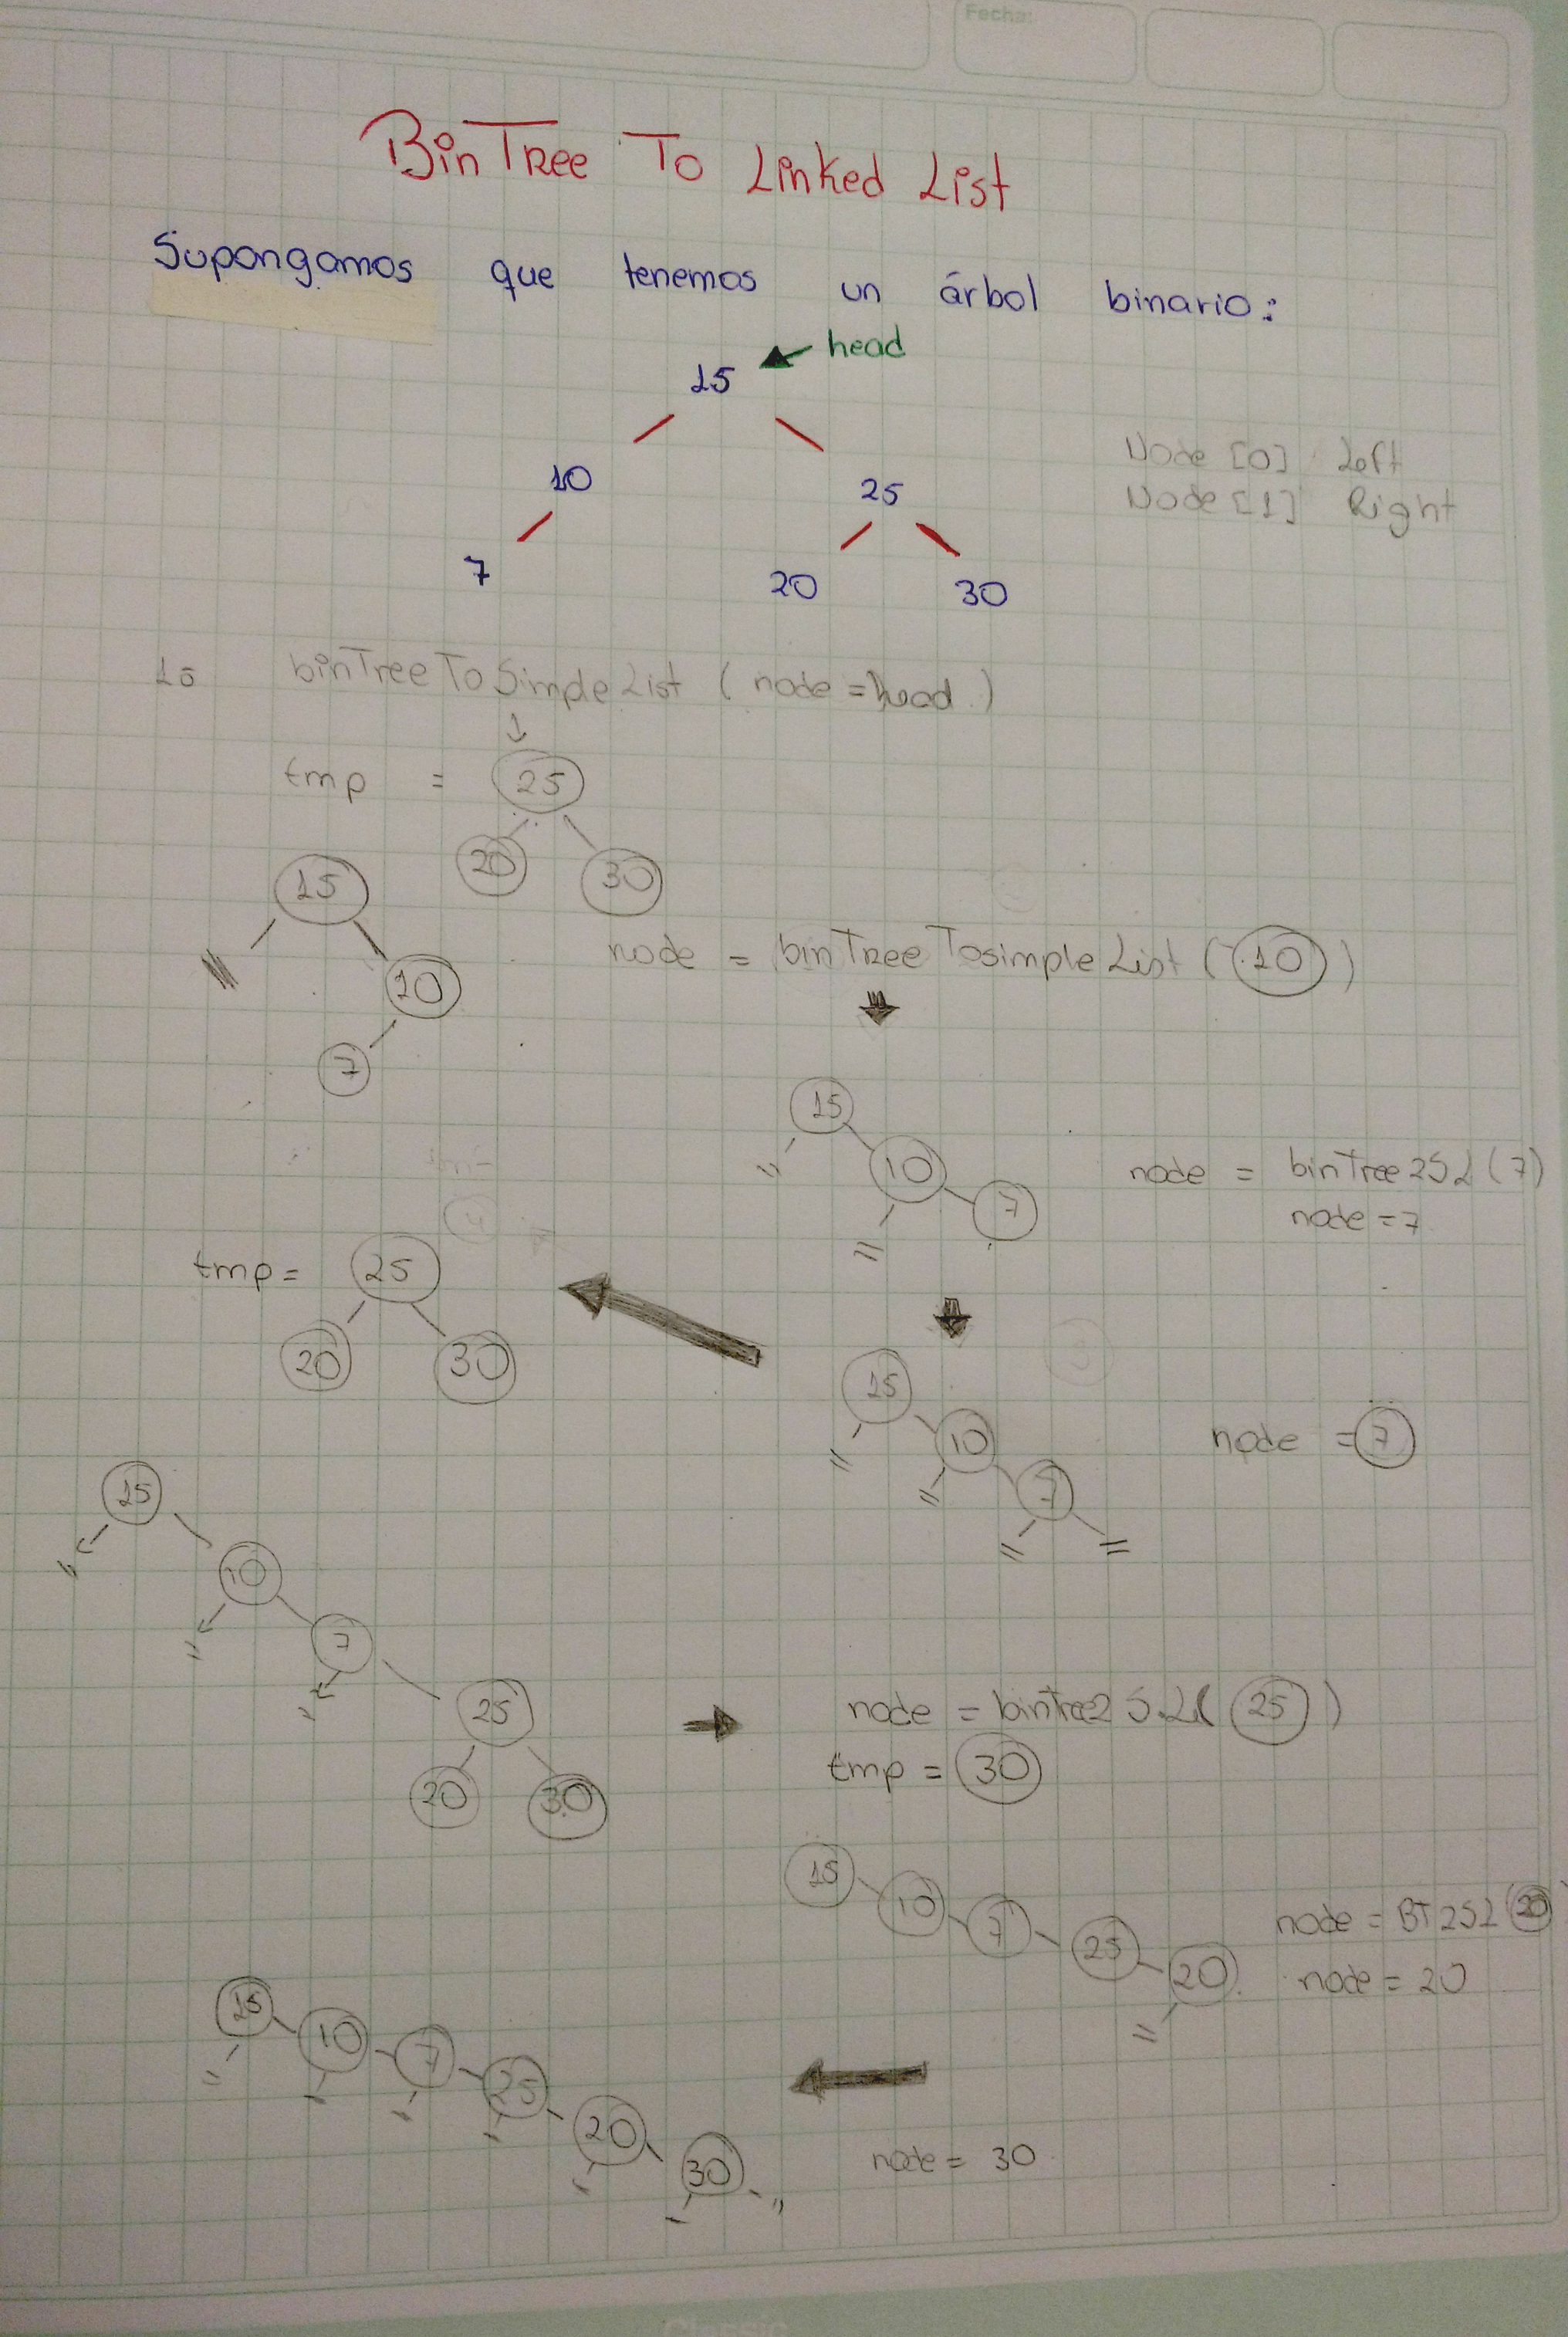 Fecha:
BinTree To Linked List
Supongamos que tenemos un árbol binario:
head
15
10 25
7 20 30
Node [0] Left
Node [1] Right
binTreeToSimpleList ( node = head )
tmp = 25
20 30
15
10
7
node = binTreeTosimpleList ( 10 )
15
10
7
node = binTree2SL (7)
node = 7
tmp = 25
20 30
15
10
7
node = 7
15
10
7
25
20 30
node = binTree2SL( 25 )
tmp = 30
15 10 7 25 20
node = BT2SL (20)
node = 20
15 10 7 25 20 30
node = 30
Classic